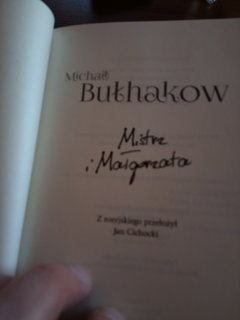 Michaił
Bułhakow
Mistrz
i Małgorzata
Z rosyjskiego przełożył
Jan Cichocki